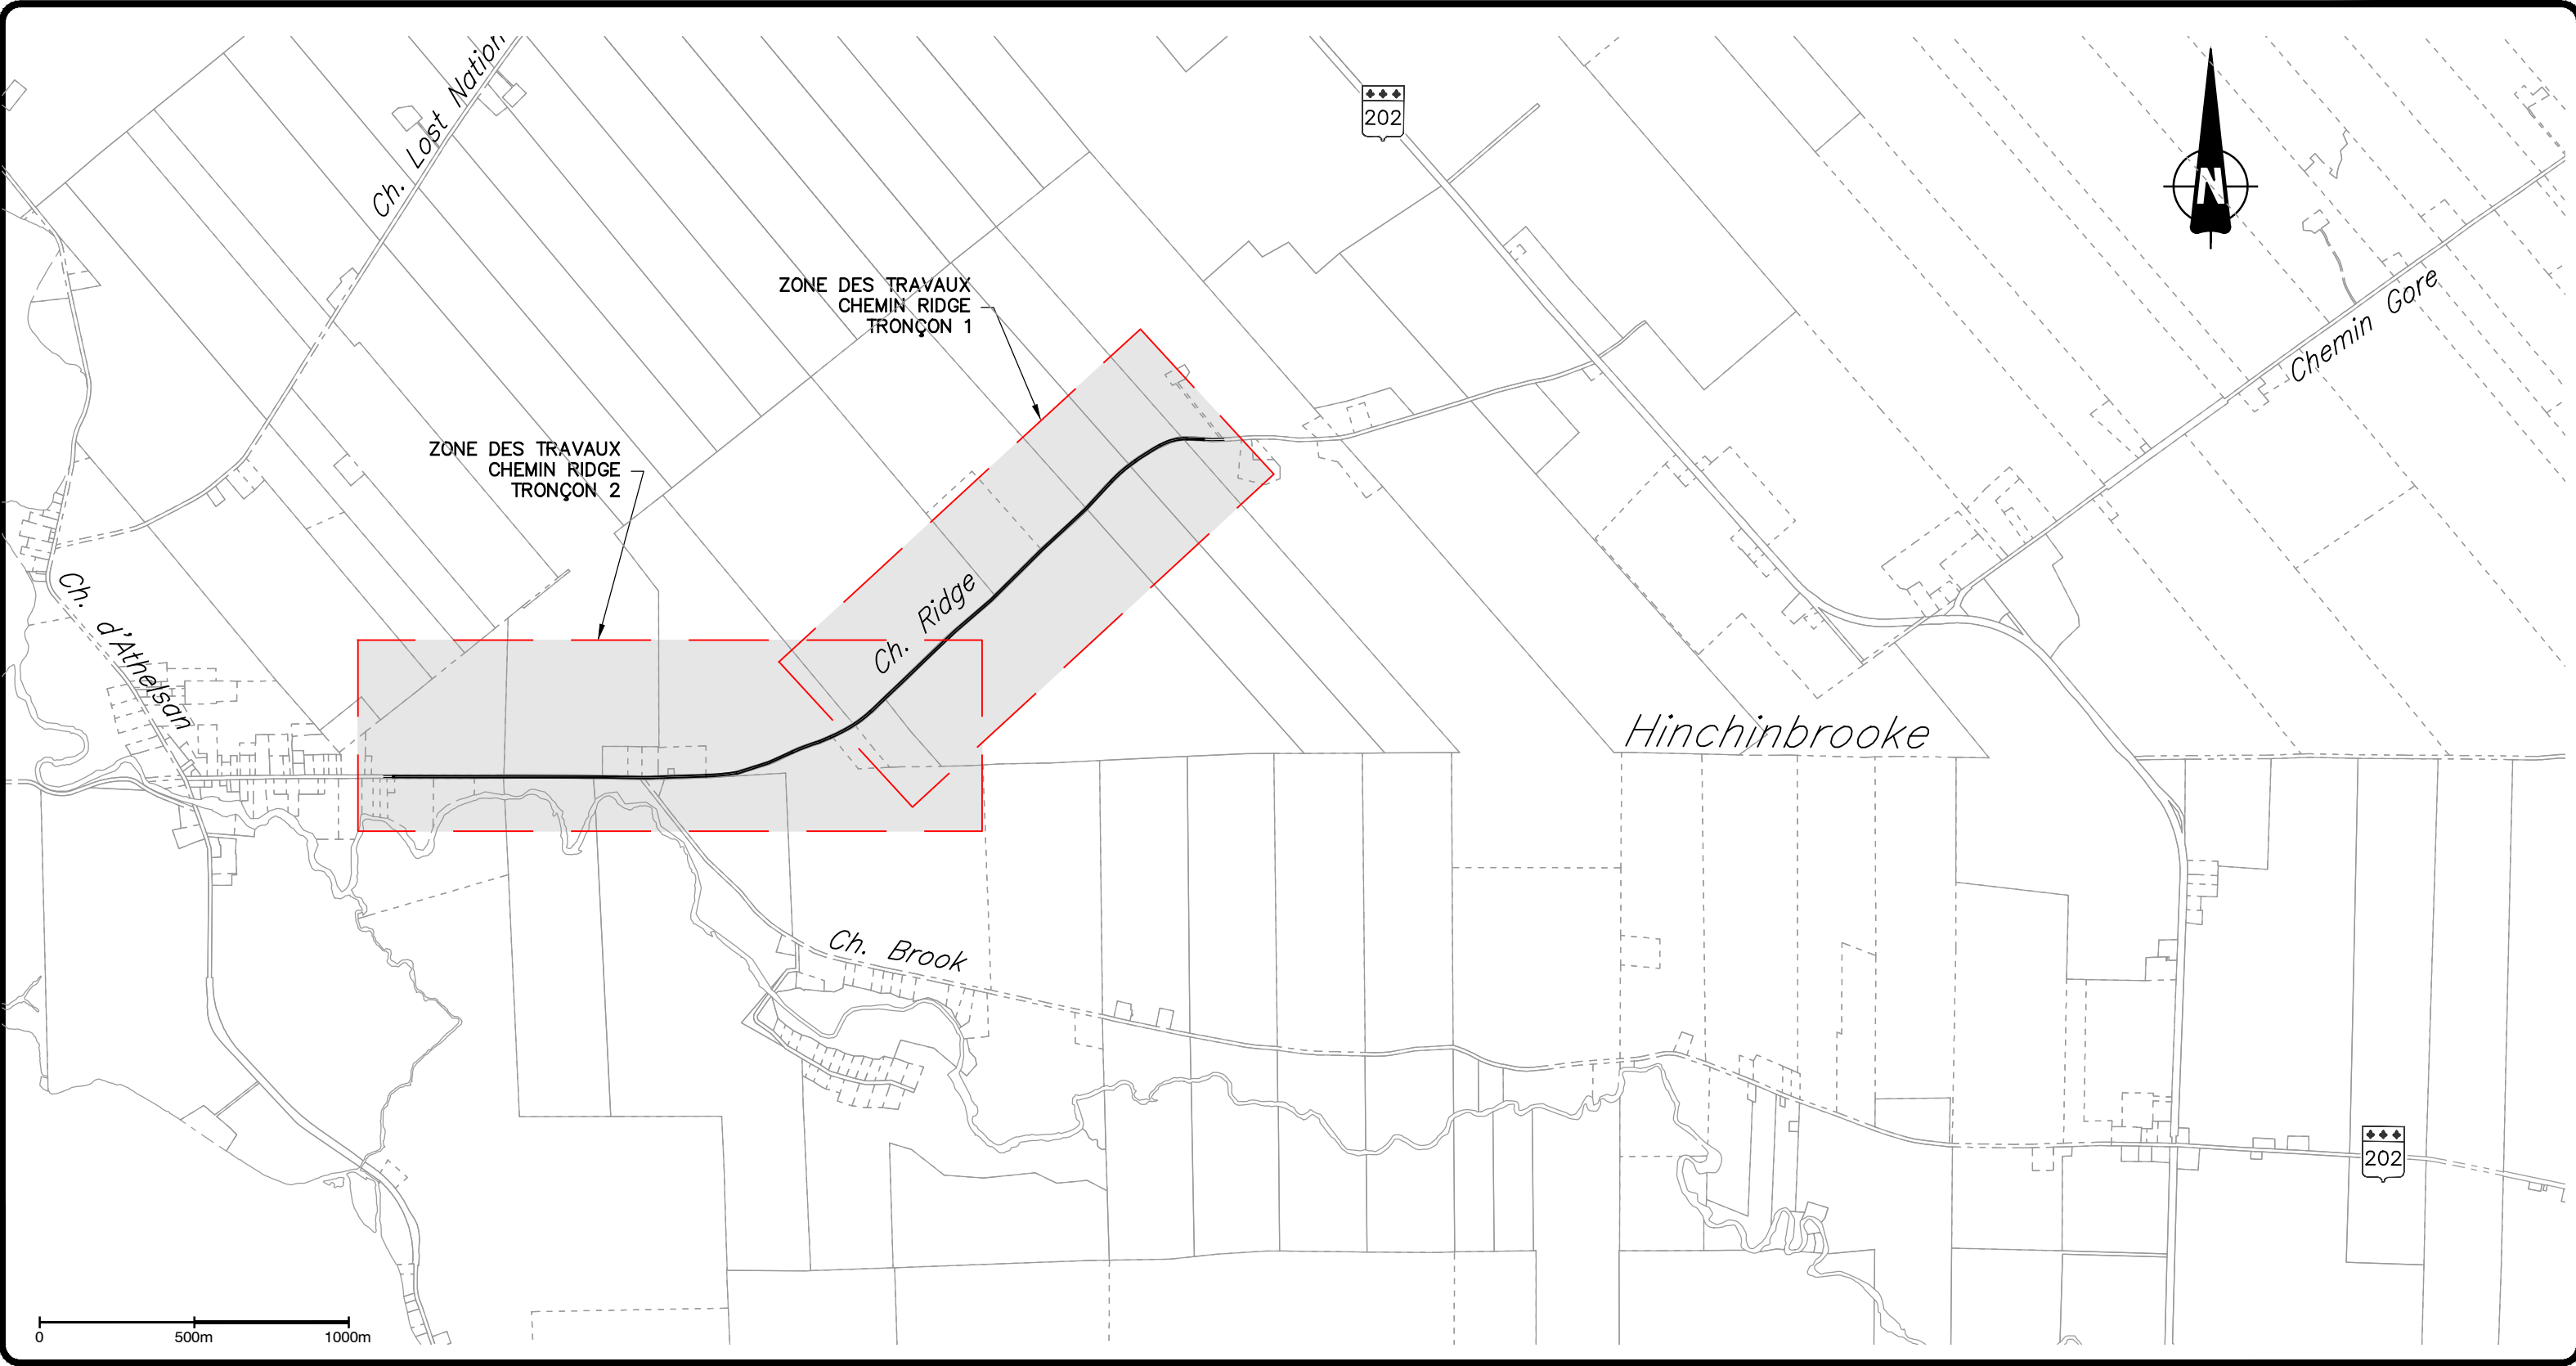 Ch. Lost Nation
202
N
ZONE DES TRAVAUX
CHEMIN RIDGE
TRONÇON 1
Chemin Gore
ZONE DES TRAVAUX
CHEMIN RIDGE
TRONÇON 2
Ch. d'Athelsan
Ch. Ridge
Hinchinbrooke
Ch. Brook
202
0 500m 1000m